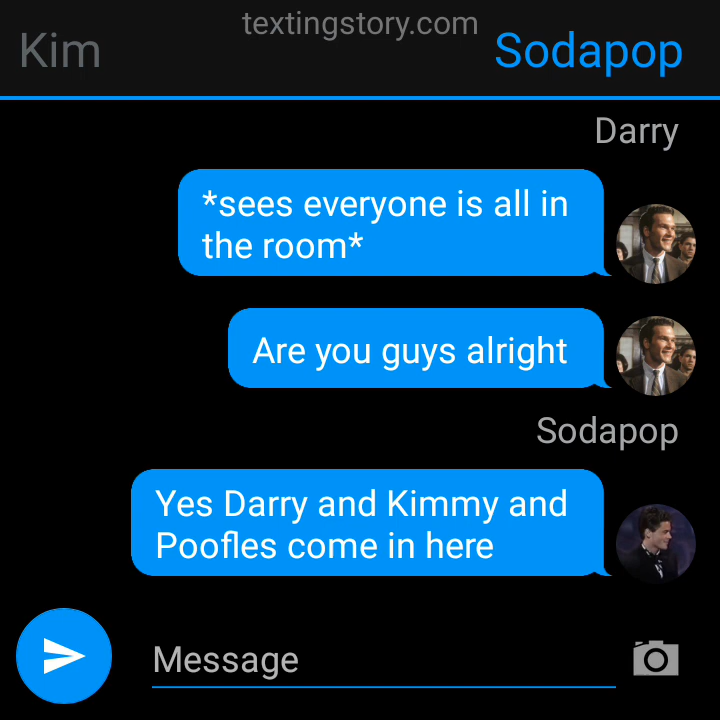 textingstory.com
Kim
Sodapop
Darry
*sees everyone is all in
the room*
Are you guys alright
Sodapop
Yes Darry and Kimmy and
Poofles come in here
Message